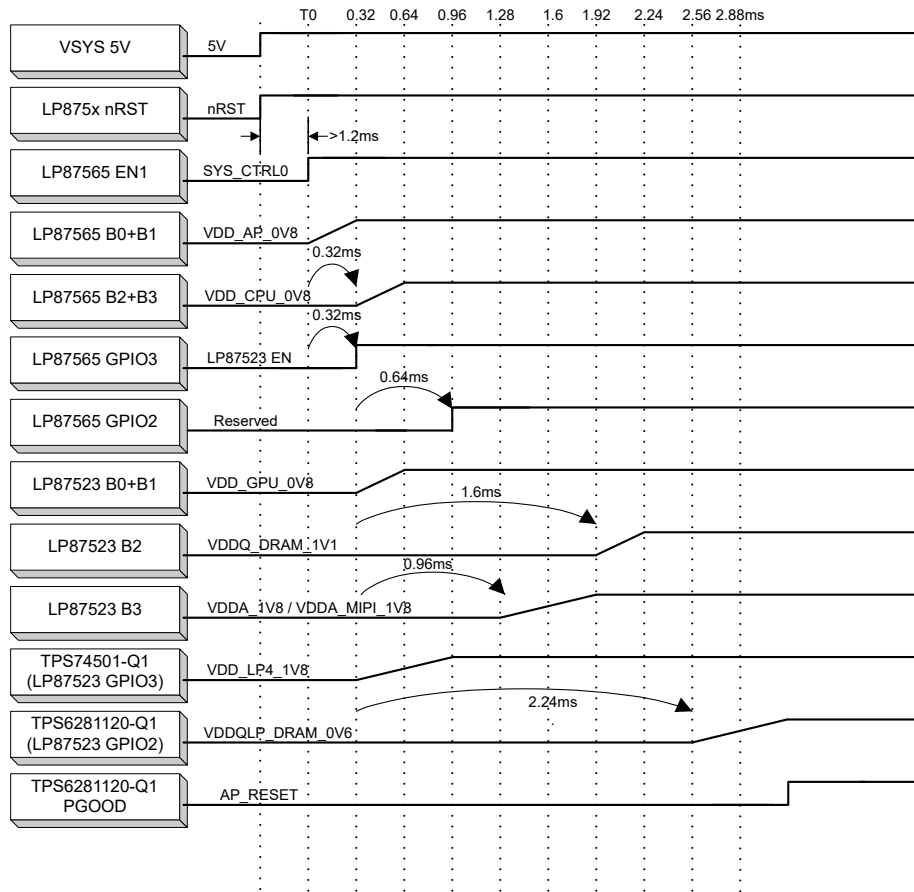 T0 0.32 0.64 0.96 1.28 1.6 1.92 2.24 2.56 2.88ms
VSYS 5V
5V
LP875x nRST
nRST
>1.2ms
LP87565 EN1
SYS_CTRL0
LP87565 B0+B1
VDD_AP_0V8
0.32ms
LP87565 B2+B3
VDD_CPU_0V8
0.32ms
LP87565 GPIO3
LP87523 EN
0.64ms
LP87565 GPIO2
Reserved
LP87523 B0+B1
VDD_GPU_0V8
1.6ms
LP87523 B2
VDDQ_DRAM_1V1
0.96ms
LP87523 B3
VDDA_1V8 / VDDA_MIPI_1V8
TPS74501-Q1
(LP87523 GPIO3)
VDD_LP4_1V8
2.24ms
TPS6281120-Q1
(LP87523 GPIO2)
VDDQLP_DRAM_0V6
TPS6281120-Q1
PGOOD
AP_RESET